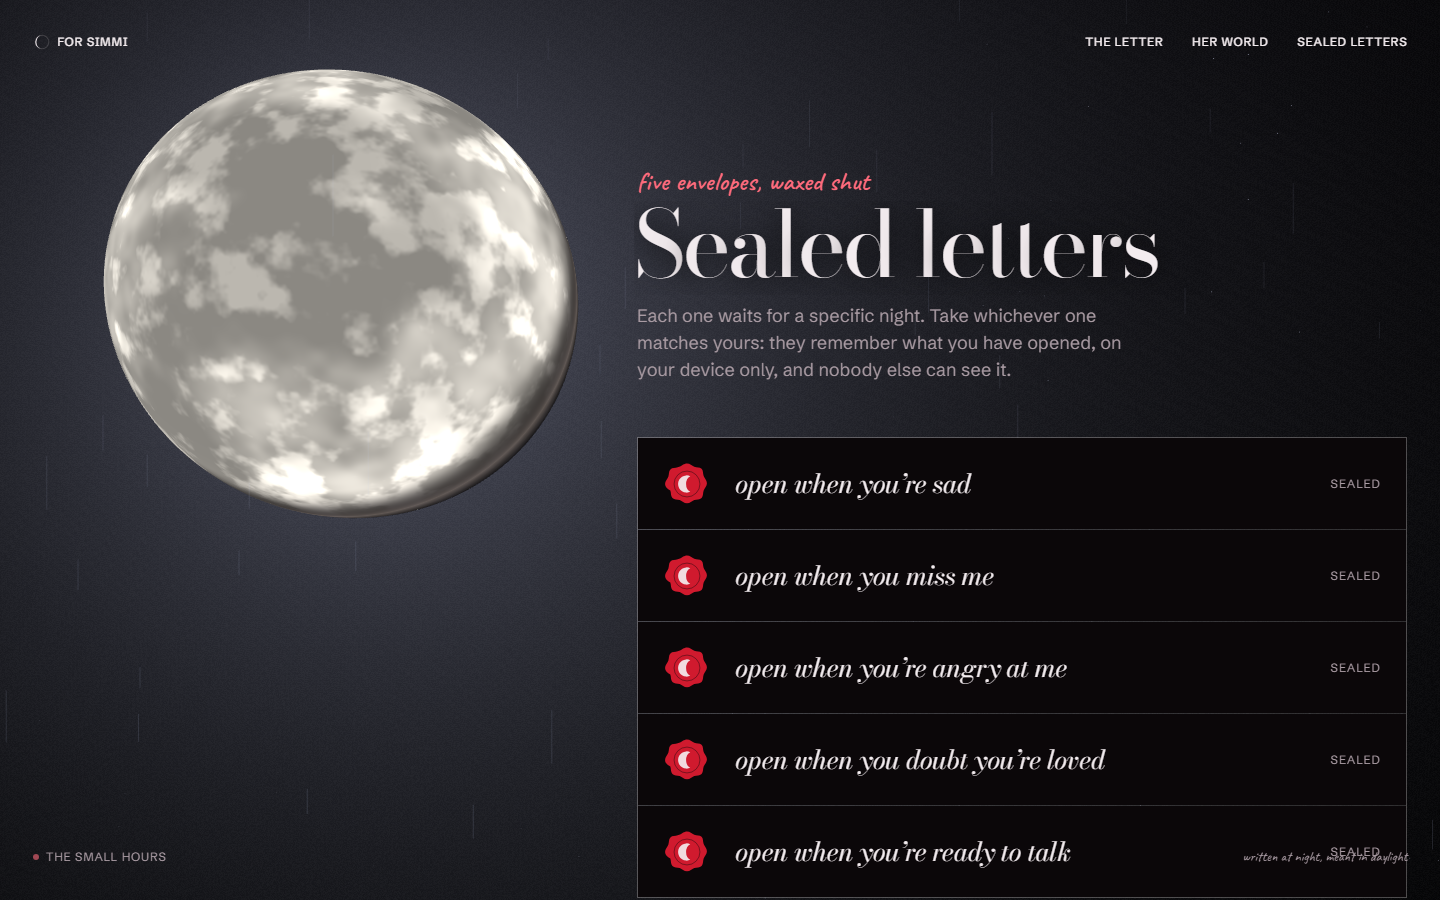 FOR SIMMI
THE LETTER HER WORLD SEALED LETTERS
five envelopes, waxed shut
Sealed letters
Each one waits for a specific night. Take whichever one
matches yours: they remember what you have opened, on
your device only, and nobody else can see it.
open when you’re sad SEALED
open when you miss me SEALED
open when you’re angry at me SEALED
open when you doubt you’re loved SEALED
open when you’re ready to talk SEALED
THE SMALL HOURS
written at night, meant in daylight